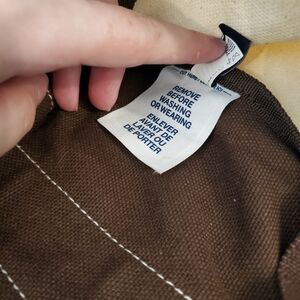 REMOVE
BEFORE
WASHING
OR WEARING
ENLEVER
AVANT DE
LAVER OU
DE PORTER